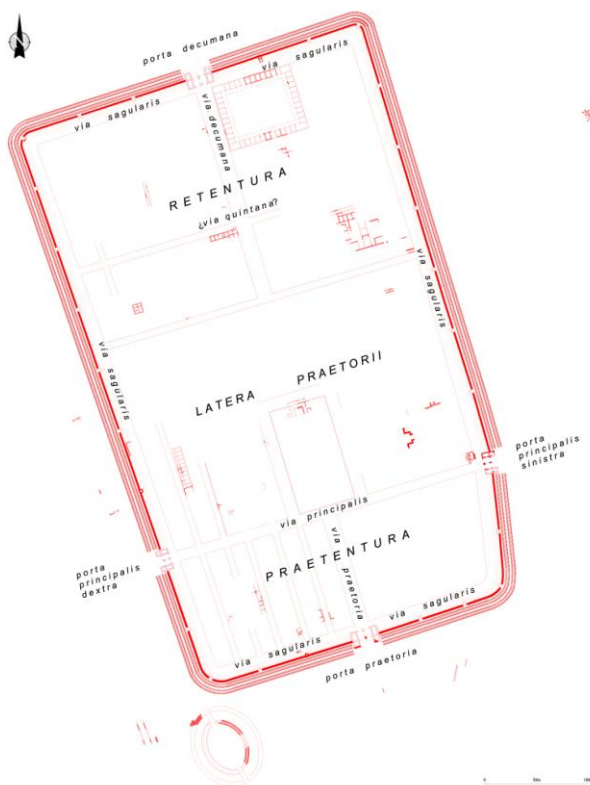 N
porta decumana
via sagularis
via sagularis
via decumana
RETENTURA
¿via quintana?
via sagularis
via sagularis
LATERA PRAETORII
porta
principalis
sinistra
via principalis
via praetoria
PRAETENTURA
porta
principalis
dextra
via sagularis
via sagularis
porta praetoria
0